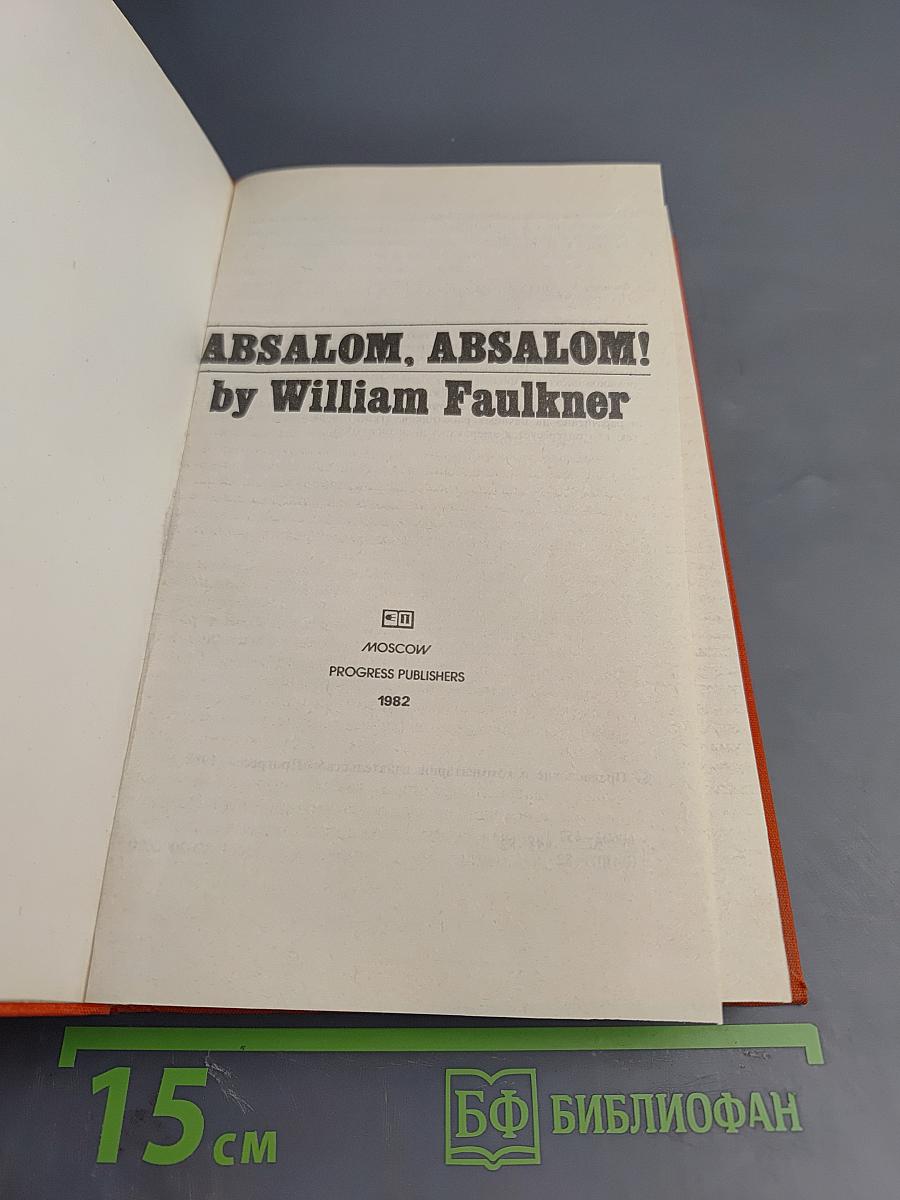 ABSALOM, ABSALOM!
by William Faulkner
MOSCOW
PROGRESS PUBLISHERS
1982
15 см
БФ БИБЛИОФАН